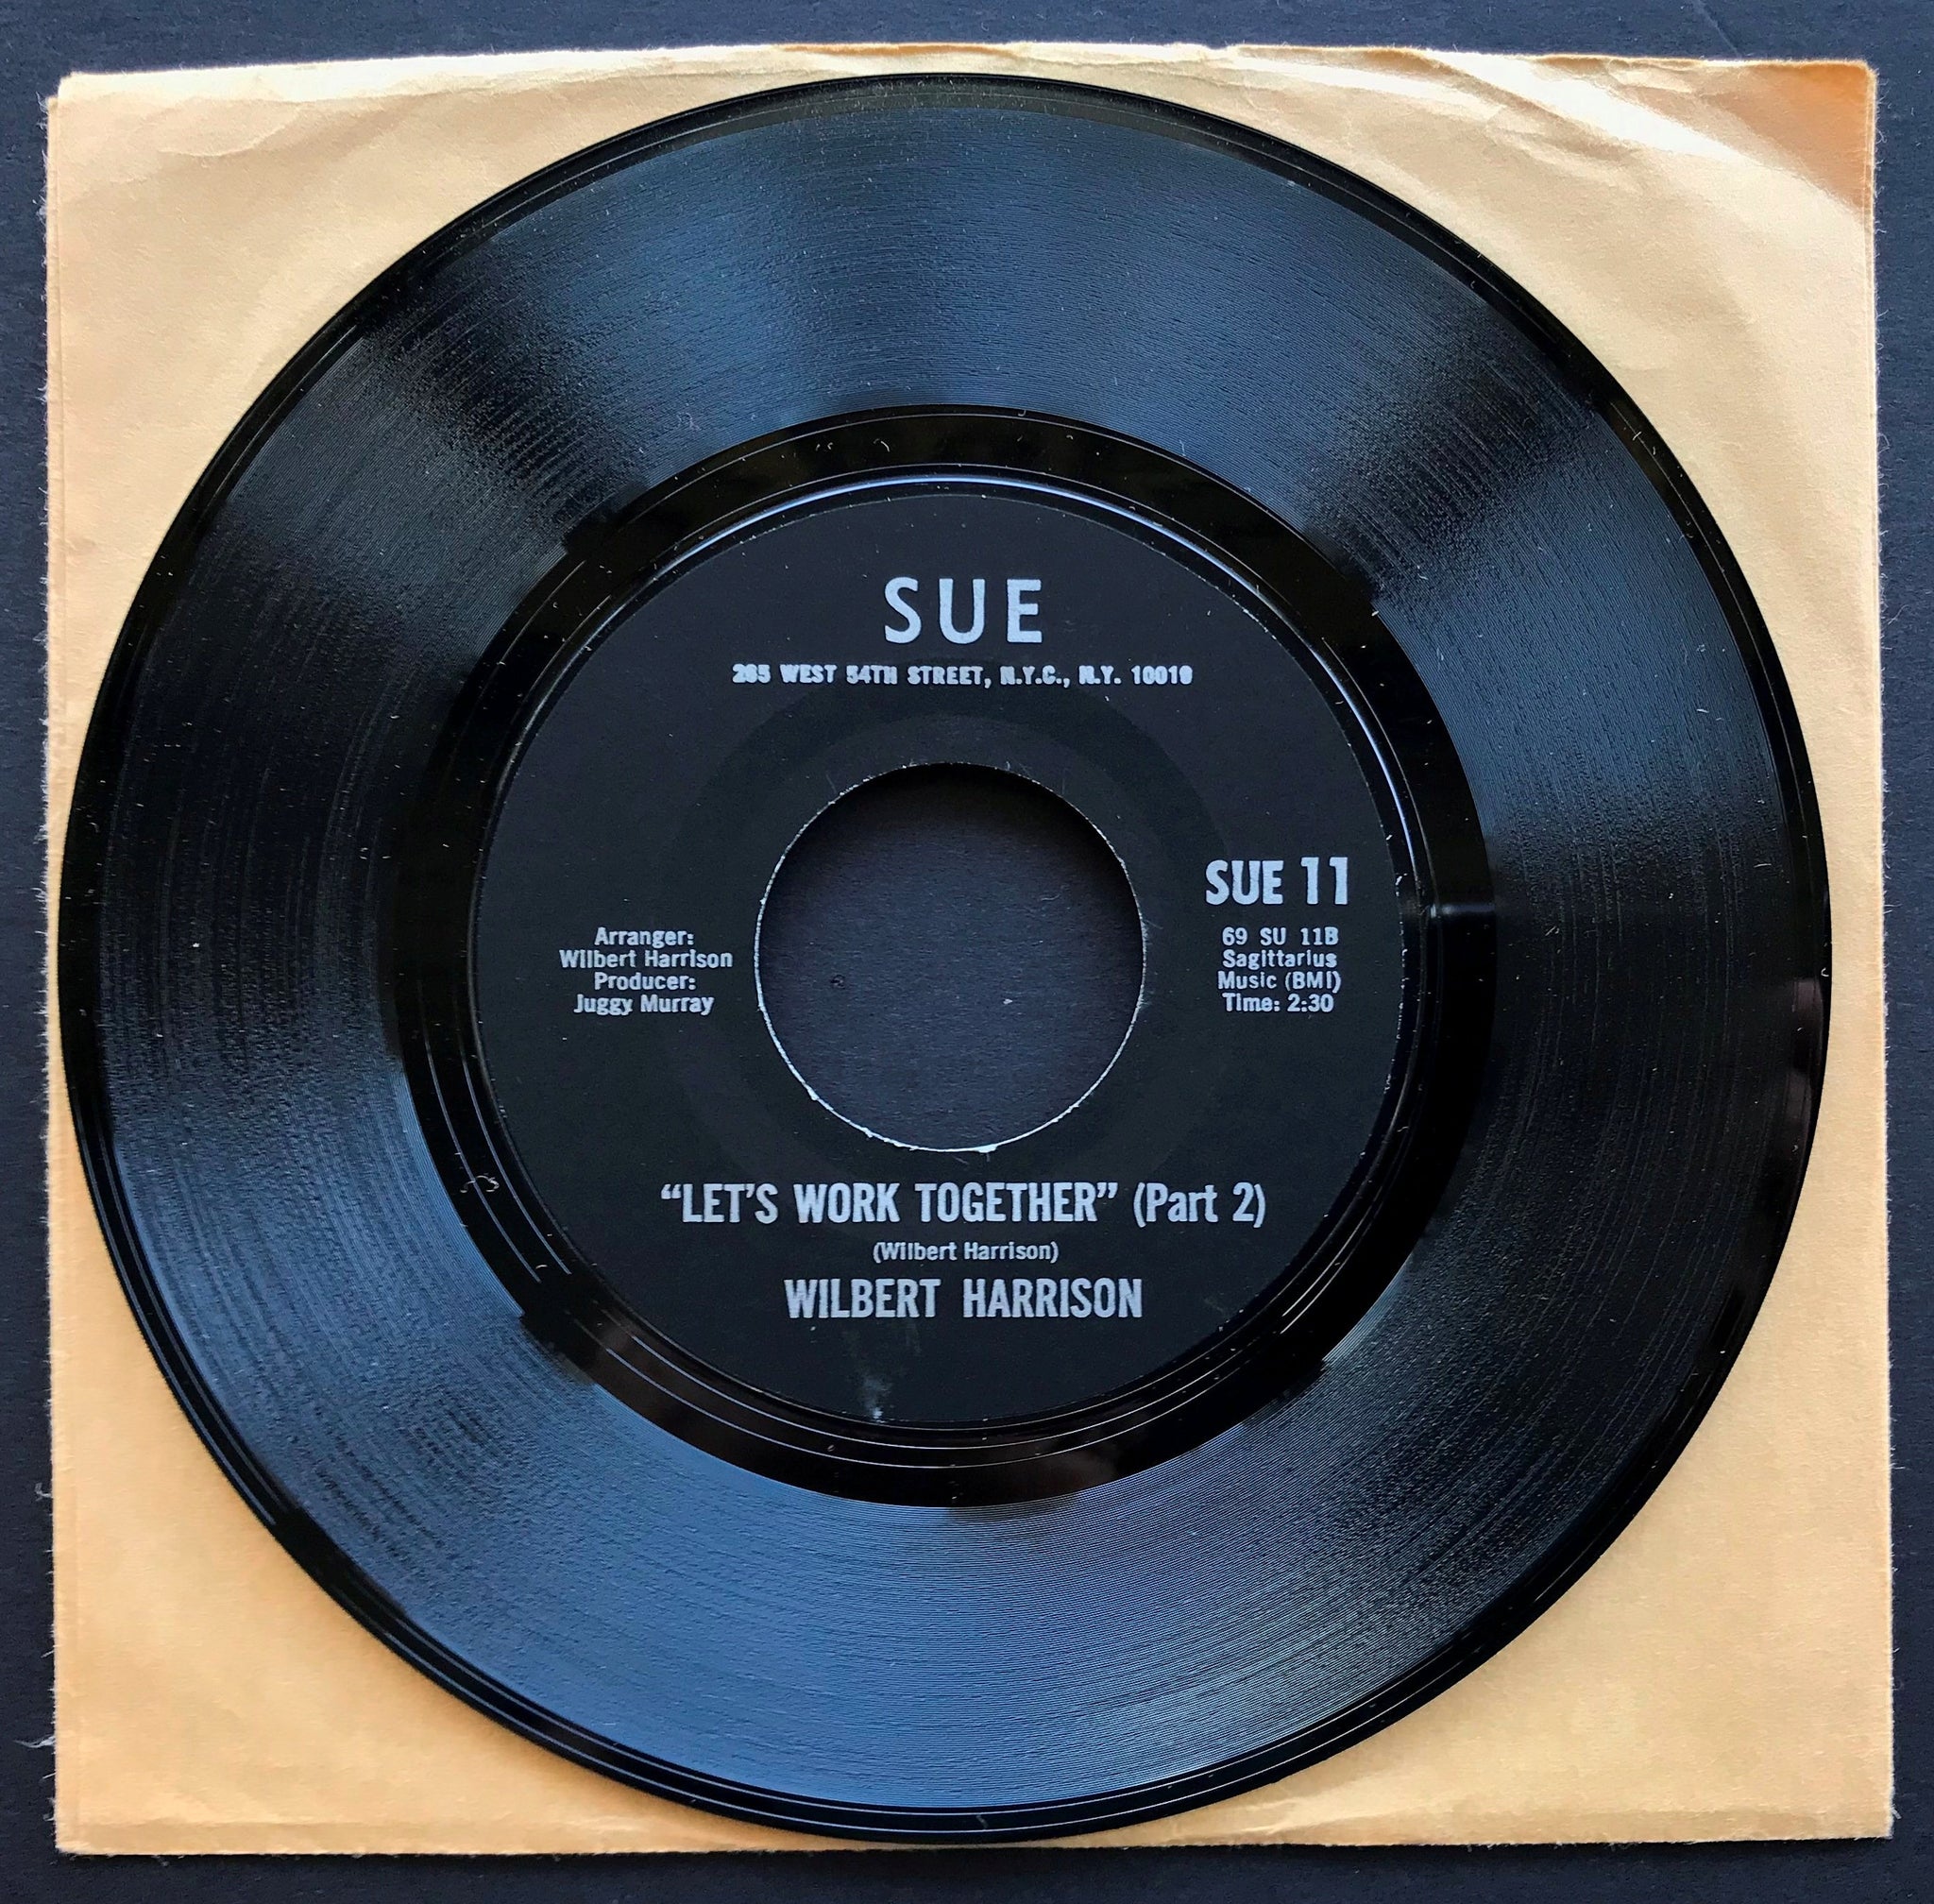 SUE
265 WEST 54TH STREET, N.Y.C., N.Y. 10019
SUE 11
Arranger:
Wilbert Harrison
Producer:
Juggy Murray
69 SU 11B
Sagittarius
Music (BMI)
Time: 2:30
“LET’S WORK TOGETHER” (Part 2)
(Wilbert Harrison)
WILBERT HARRISON